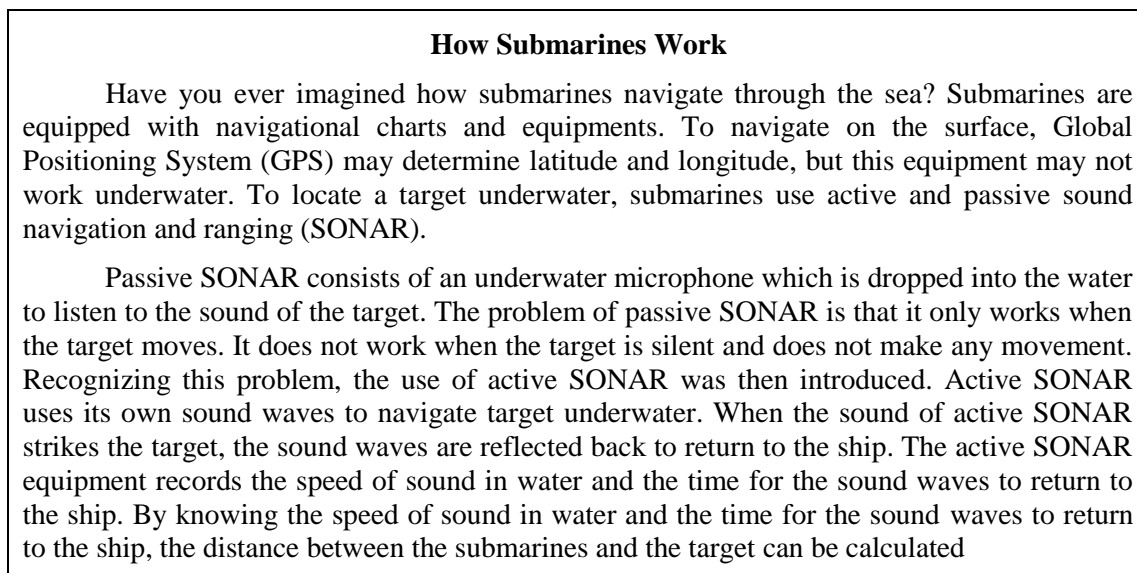 How Submarines Work
Have you ever imagined how submarines navigate through the sea? Submarines are
equipped with navigational charts and equipments. To navigate on the surface, Global
Positioning System (GPS) may determine latitude and longitude, but this equipment may not
work underwater. To locate a target underwater, submarines use active and passive sound
navigation and ranging (SONAR).
Passive SONAR consists of an underwater microphone which is dropped into the water
to listen to the sound of the target. The problem of passive SONAR is that it only works when
the target moves. It does not work when the target is silent and does not make any movement.
Recognizing this problem, the use of active SONAR was then introduced. Active SONAR
uses its own sound waves to navigate target underwater. When the sound of active SONAR
strikes the target, the sound waves are reflected back to return to the ship. The active SONAR
equipment records the speed of sound in water and the time for the sound waves to return to
the ship. By knowing the speed of sound in water and the time for the sound waves to return
to the ship, the distance between the submarines and the target can be calculated